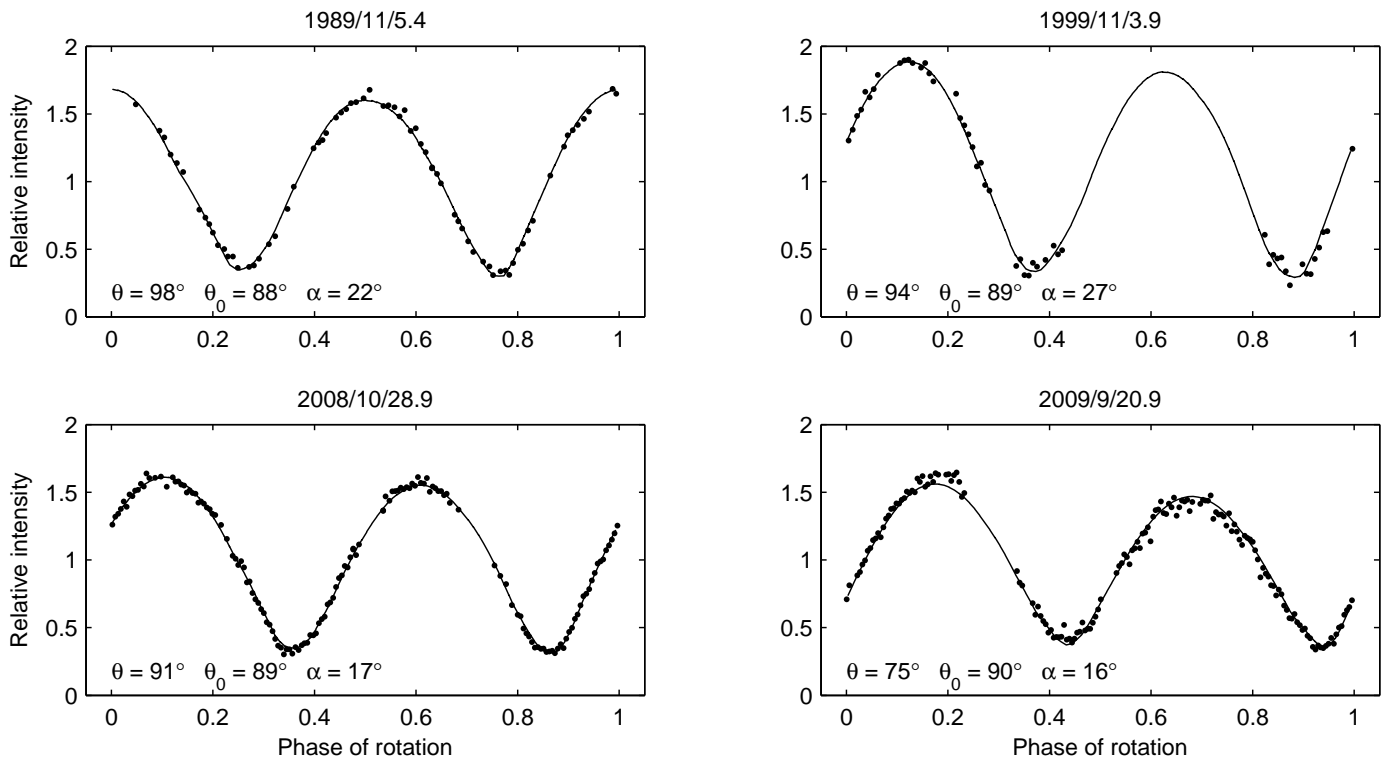 1989/11/5.4
2
1.5
1
0.5
0
Relative intensity
θ = 98° θ0 = 88° α = 22°
0 0.2 0.4 0.6 0.8 1
1999/11/3.9
2
1.5
1
0.5
0
θ = 94° θ0 = 89° α = 27°
0 0.2 0.4 0.6 0.8 1
2008/10/28.9
2
1.5
1
0.5
0
Relative intensity
θ = 91° θ0 = 89° α = 17°
0 0.2 0.4 0.6 0.8 1
Phase of rotation
2009/9/20.9
2
1.5
1
0.5
0
θ = 75° θ0 = 90° α = 16°
0 0.2 0.4 0.6 0.8 1
Phase of rotation